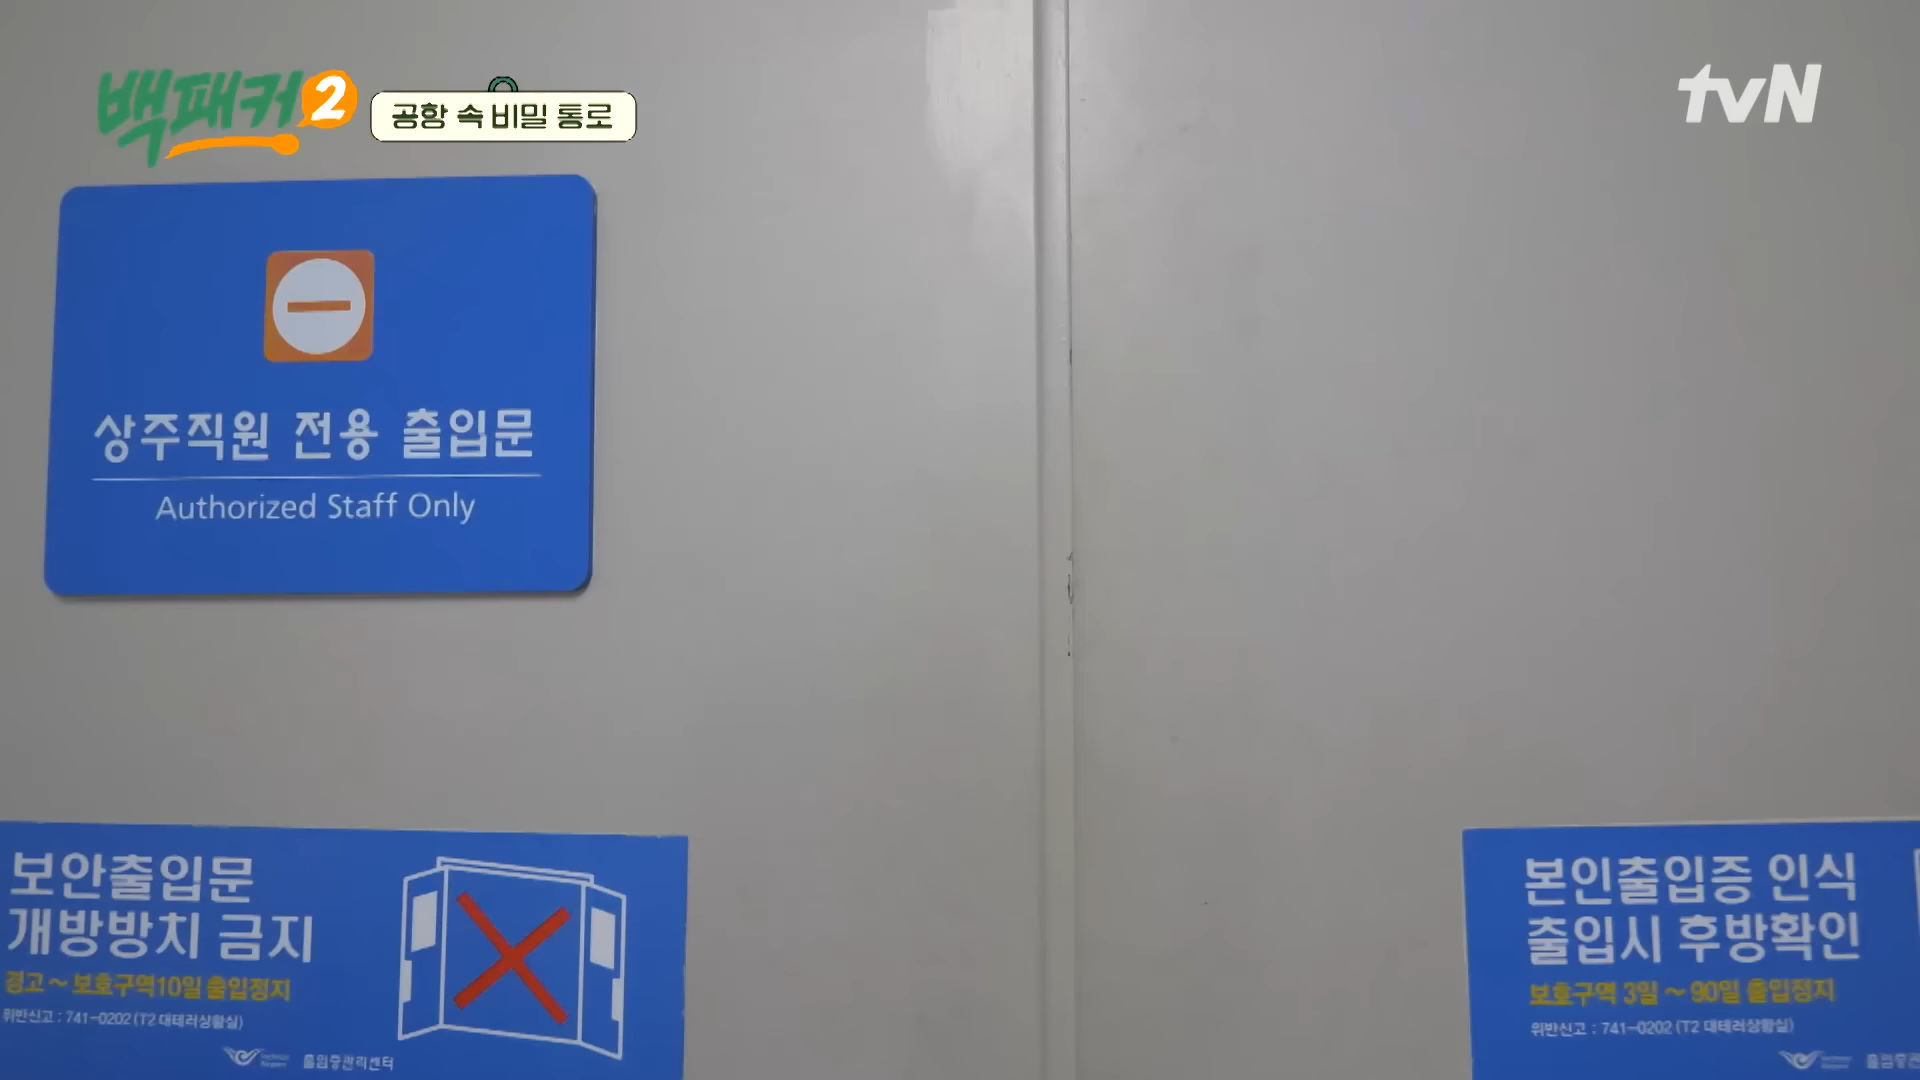 백패커2
공항 속 비밀 통로
tvN
상주직원 전용 출입문
Authorized Staff Only
보안출입문
개방방치 금지
경고 ~ 보호구역10일 출입정지
위반신고 : 741-0202 (T2 대테러상황실)
출입증관리센터
본인출입증 인식
출입시 후방확인
보호구역 3일 ~ 90일 출입정지
위반신고 : 741-0202 (T2 대테러상황실)